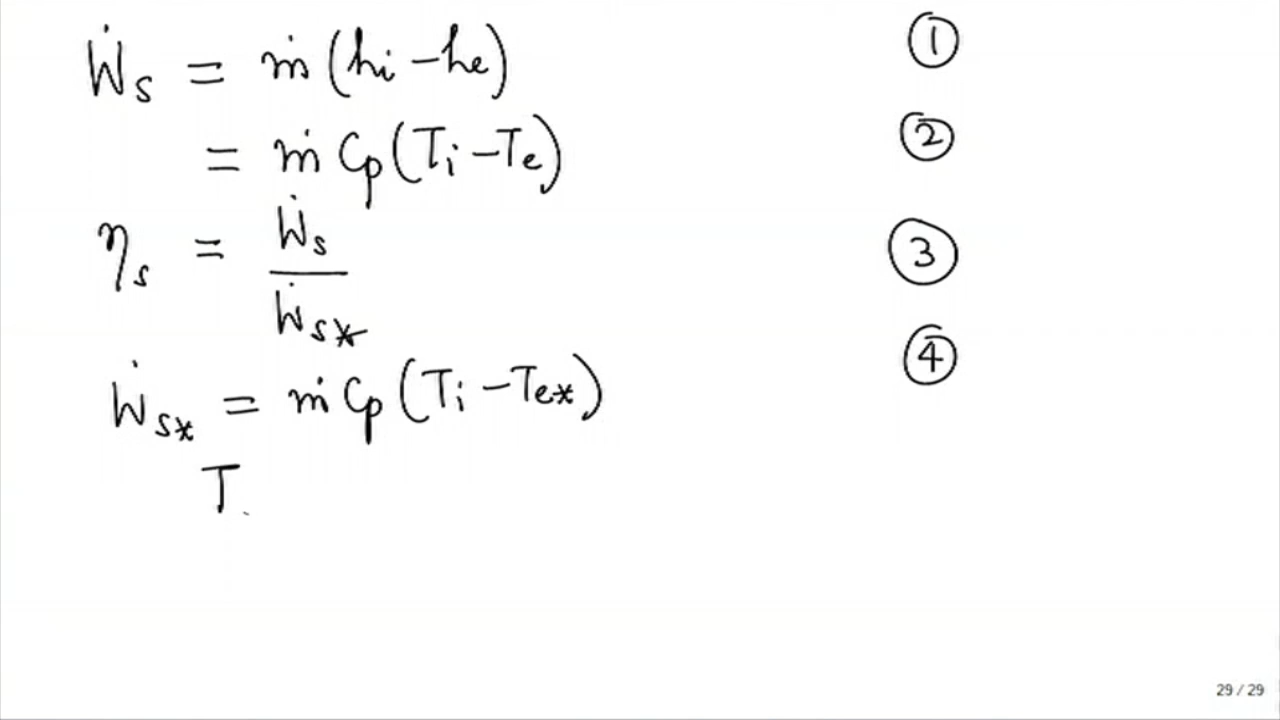 Ẇs = ṁ (hi - he) ①
= ṁ Cp (Ti - Te) ②
ηs = Ẇs / Ẇs* ③
Ẇs* = ṁ Cp (Ti - Te*) ④
T
29 / 29